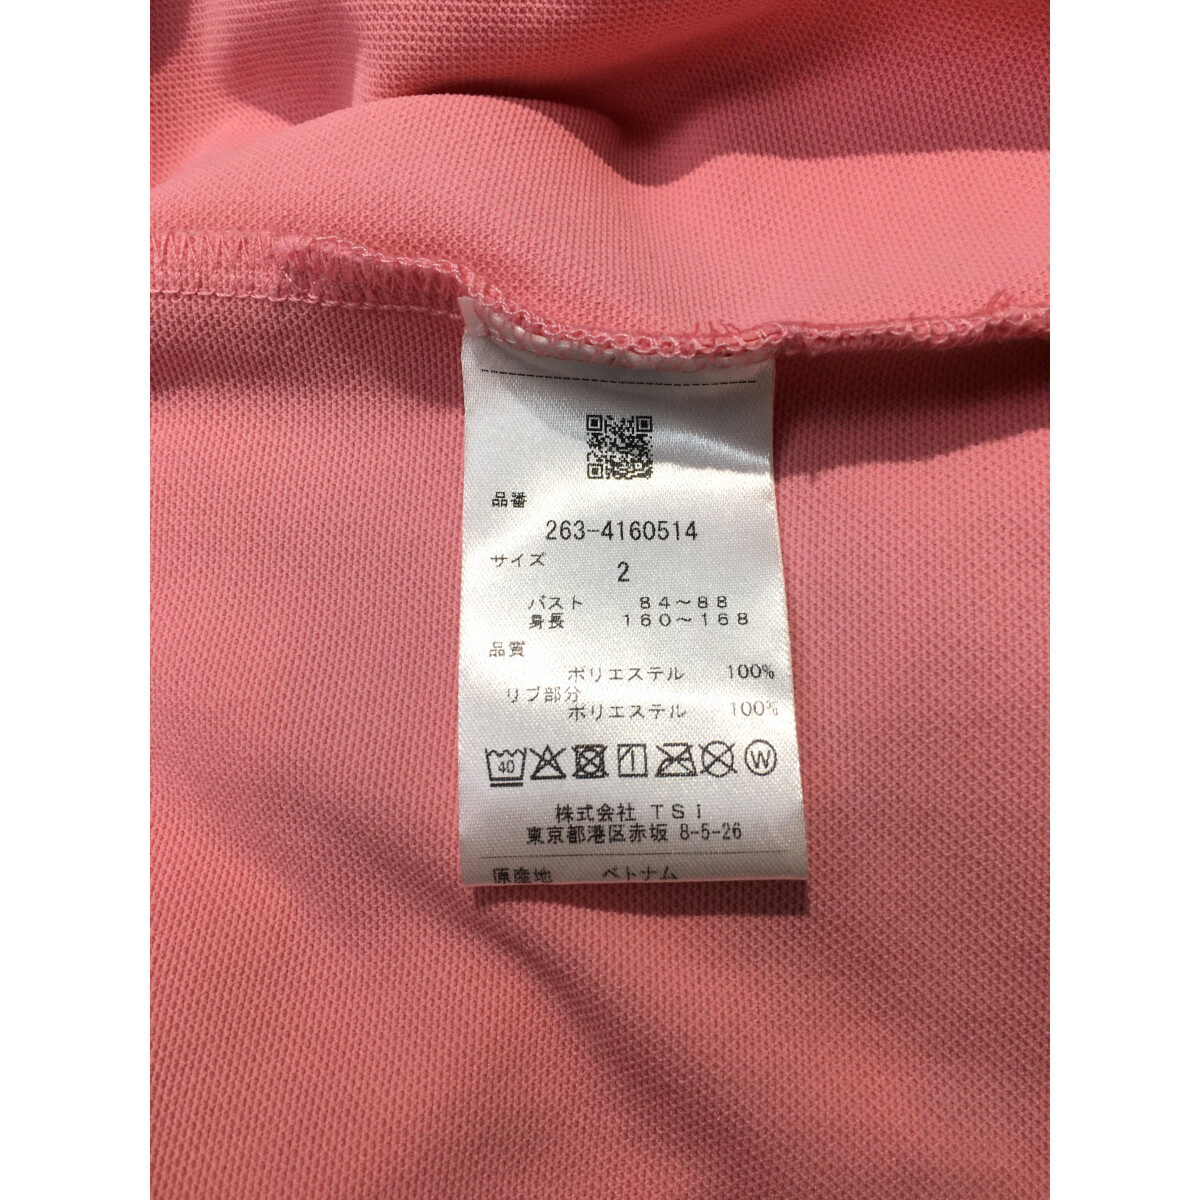 品番
263-4160514
サイズ
2
バスト 84～88
身長 160～168
品質
ポリエステル 100%
リブ部分
ポリエステル 100%
40 1 W
株式会社 TSi
東京都港区赤坂 8-5-26
原産地 ベトナム